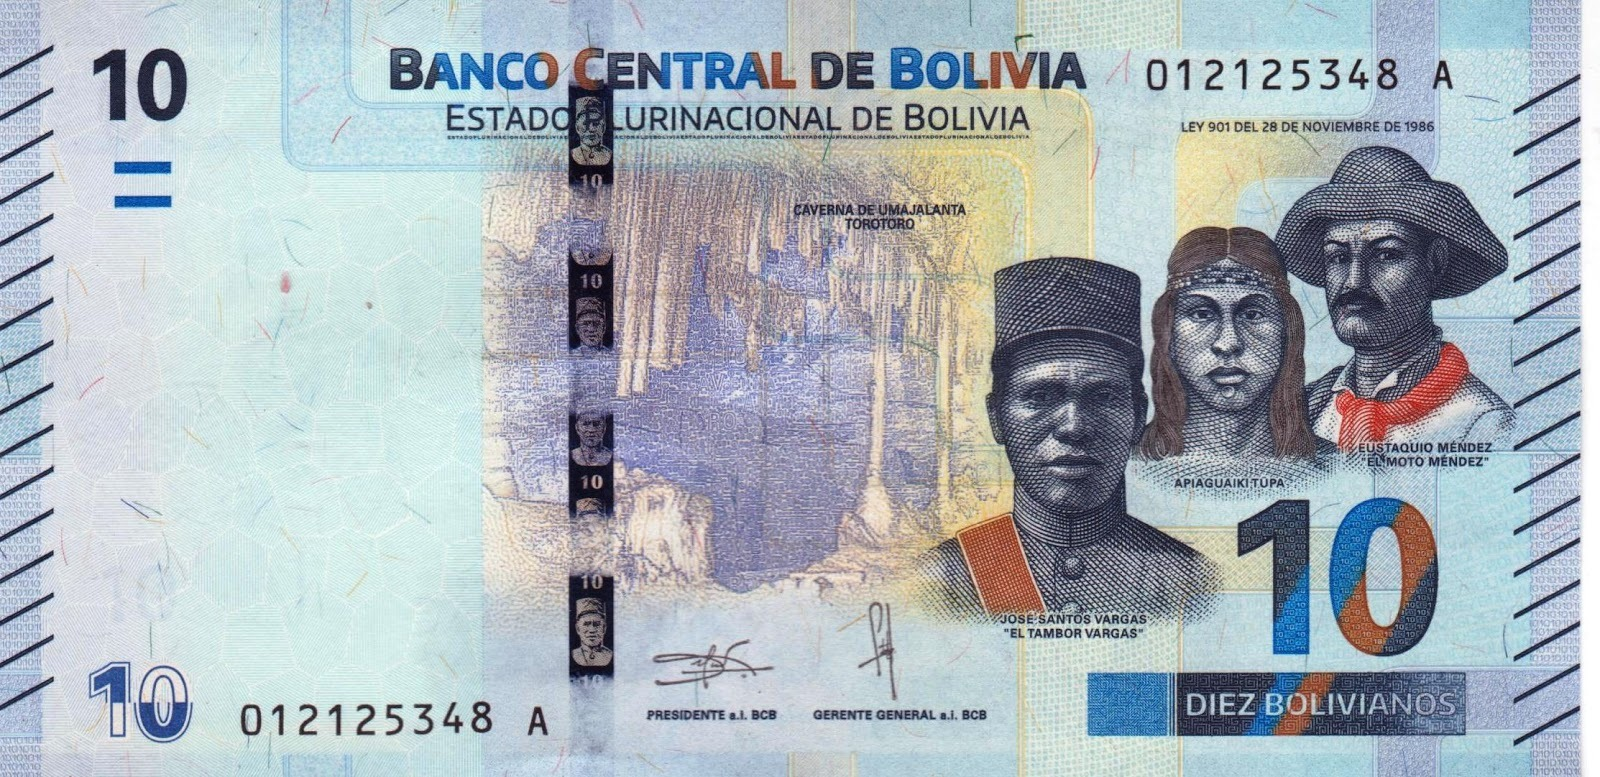 10
BANCO CENTRAL DE BOLIVIA
012125348 A
ESTADO PLURINACIONAL DE BOLIVIA
LEY 901 DEL 28 DE NOVIEMBRE DE 1986
10
CAVERNA DE UMAJALANTA
TOROTORO
10
EUSTAQUIO MÉNDEZ
"EL MOTO MÉNDEZ"
APIAGUAIKI TÜPA
10
10
10
JOSÉ SANTOS VARGAS
"EL TAMBOR VARGAS"
10
012125348 A
PRESIDENTE a.i. BCB
GERENTE GENERAL a.i. BCB
DIEZ BOLIVIANOS